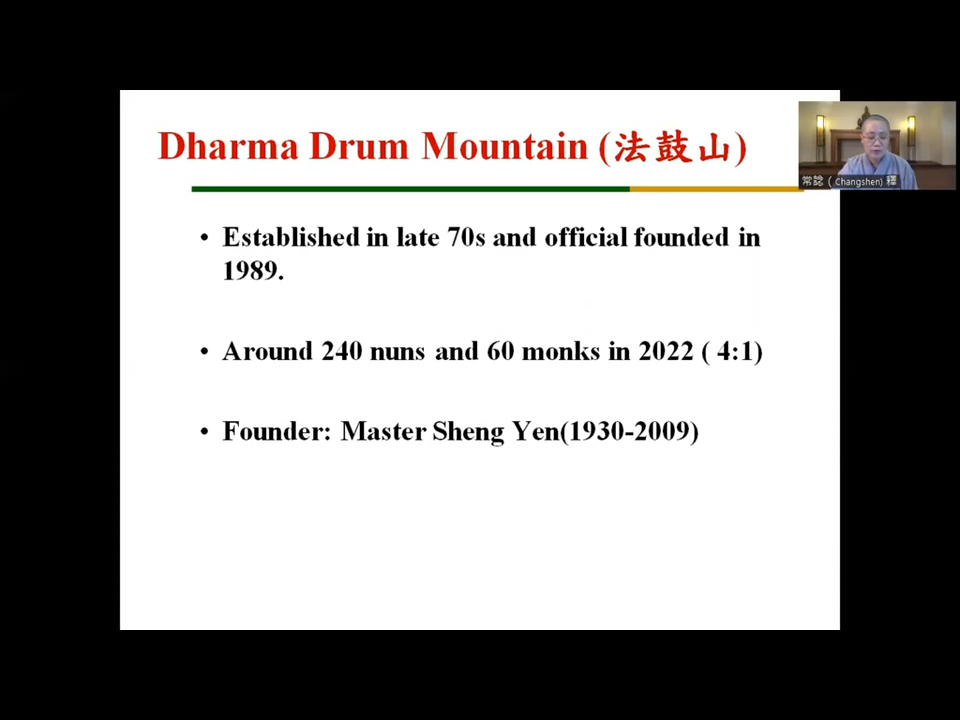 Dharma Drum Mountain (法鼓山)
常諗 ( Changshen) 釋
• Established in late 70s and official founded in
1989.
• Around 240 nuns and 60 monks in 2022 ( 4:1)
• Founder: Master Sheng Yen(1930-2009)